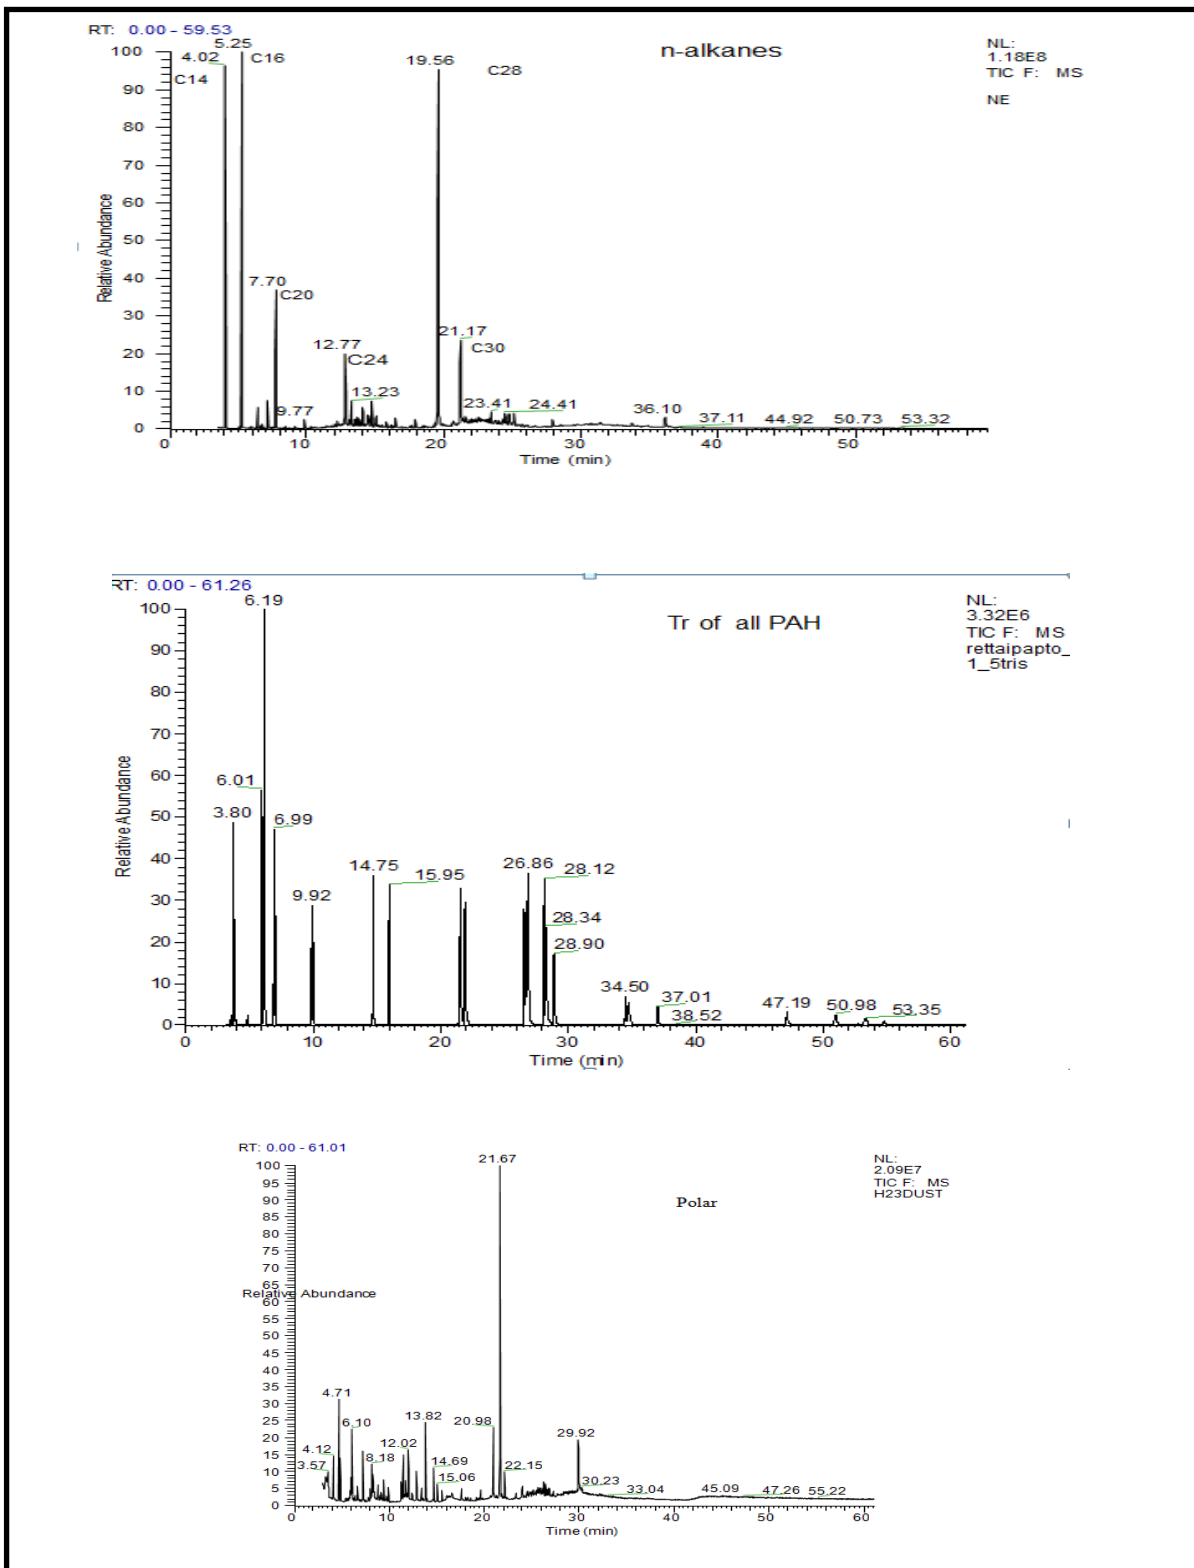 RT: 0.00 - 59.53
n-alkanes
NL:
1.18E8
TIC F: MS
NE
5.25
C16
4.02
C14
19.56
C28
7.70
C20
12.77
C24
21.17
C30
9.77
13.23
23.41
24.41
36.10
37.11
44.92
50.73
53.32
100
90
80
70
60
50
40
30
20
10
0
Relative Abundance
0 10 20 30 40 50
Time (min)
RT: 0.00 - 61.26
Tr of all PAH
NL:
3.32E6
TIC F: MS
rettaipapto_
1_5tris
6.19
6.01
3.80
6.99
9.92
14.75
15.95
26.86
28.12
28.34
28.90
34.50
37.01
38.52
47.19
50.98
53.35
100
90
80
70
60
50
40
30
20
10
0
Relative Abundance
0 10 20 30 40 50 60
Time (min)
RT: 0.00 - 61.01
Polar
NL:
2.09E7
TIC F: MS
H23DUST
21.67
4.71
6.10
4.12
3.57
8.18
12.02
13.82
14.69
15.06
20.98
22.15
29.92
30.23
33.04
45.09
47.26
55.22
100
95
90
85
80
75
70
65
60
55
50
45
40
35
30
25
20
15
10
5
0
Relative Abundance
0 10 20 30 40 50 60
Time (min)